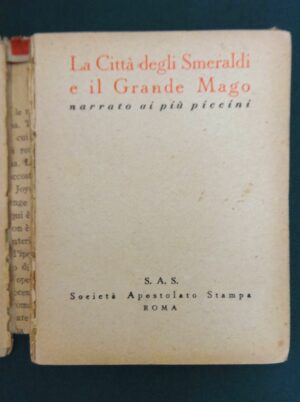 La Città degli Smeraldi
e il Grande Mago
narrato ai più piccini
S. A. S.
Società Apostolato Stampa
ROMA